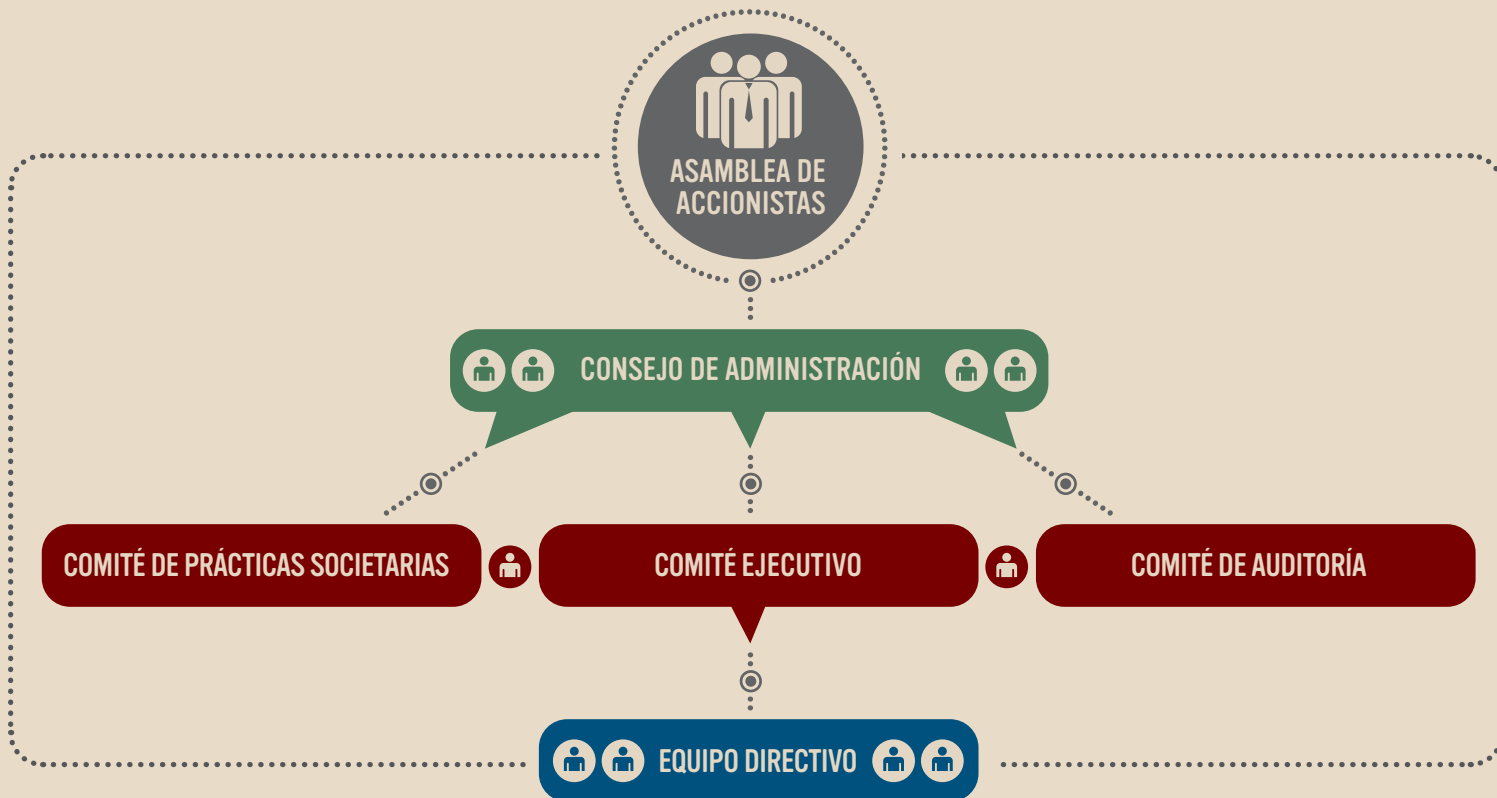 ASAMBLEA DE
ACCIONISTAS
CONSEJO DE ADMINISTRACIÓN
COMITÉ DE PRÁCTICAS SOCIETARIAS
COMITÉ EJECUTIVO
COMITÉ DE AUDITORÍA
EQUIPO DIRECTIVO